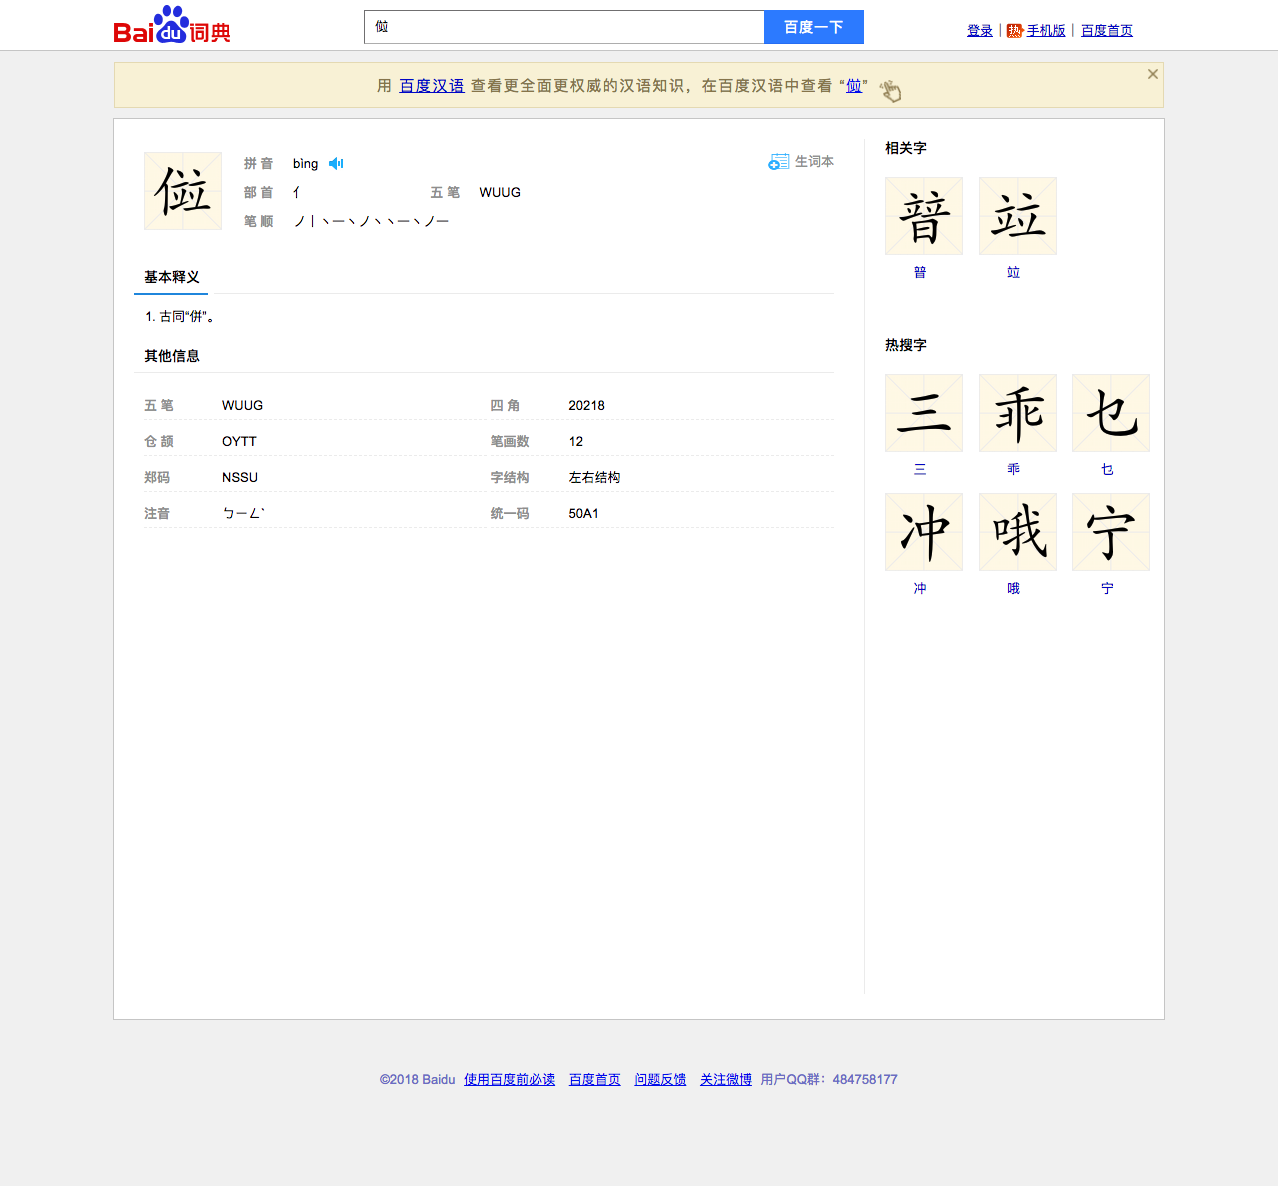 Baidu词典
傡
百度一下
登录 | 热 手机版 | 百度首页
用 百度汉语 查看更全面更权威的汉语知识，在百度汉语中查看 “傡”
拼 音 bìng
生词本
部 首 亻 五 笔 WUUG
笔 顺 ノ丨丶一丶ノ丶丶一丶ノ一
基本释义
1. 古同“併”。
其他信息
五 笔 WUUG 四 角 20218
仓 颉 OYTT 笔画数 12
郑码 NSSU 字结构 左右结构
注音 ㄅㄧㄥˋ 统一码 50A1
相关字
暜 竝
暜 竝
热搜字
三 乖 乜
三 乖 乜
冲 哦 宁
冲 哦 宁
©2018 Baidu 使用百度前必读 百度首页 问题反馈 关注微博 用户QQ群：484758177